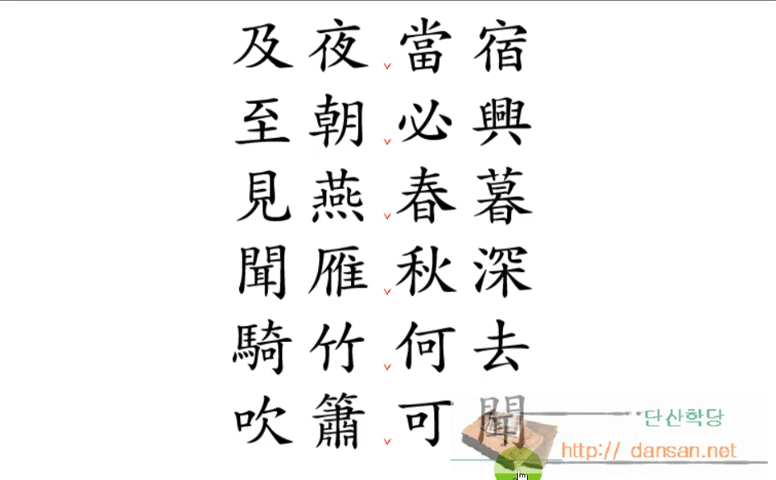 及夜 ∨ 當宿
至朝 ∨ 必興
見燕 ∨ 春暮
聞雁 ∨ 秋深
騎竹 ∨ 何去
吹簫 ∨ 可聞
단산학당
http:// dansan.net